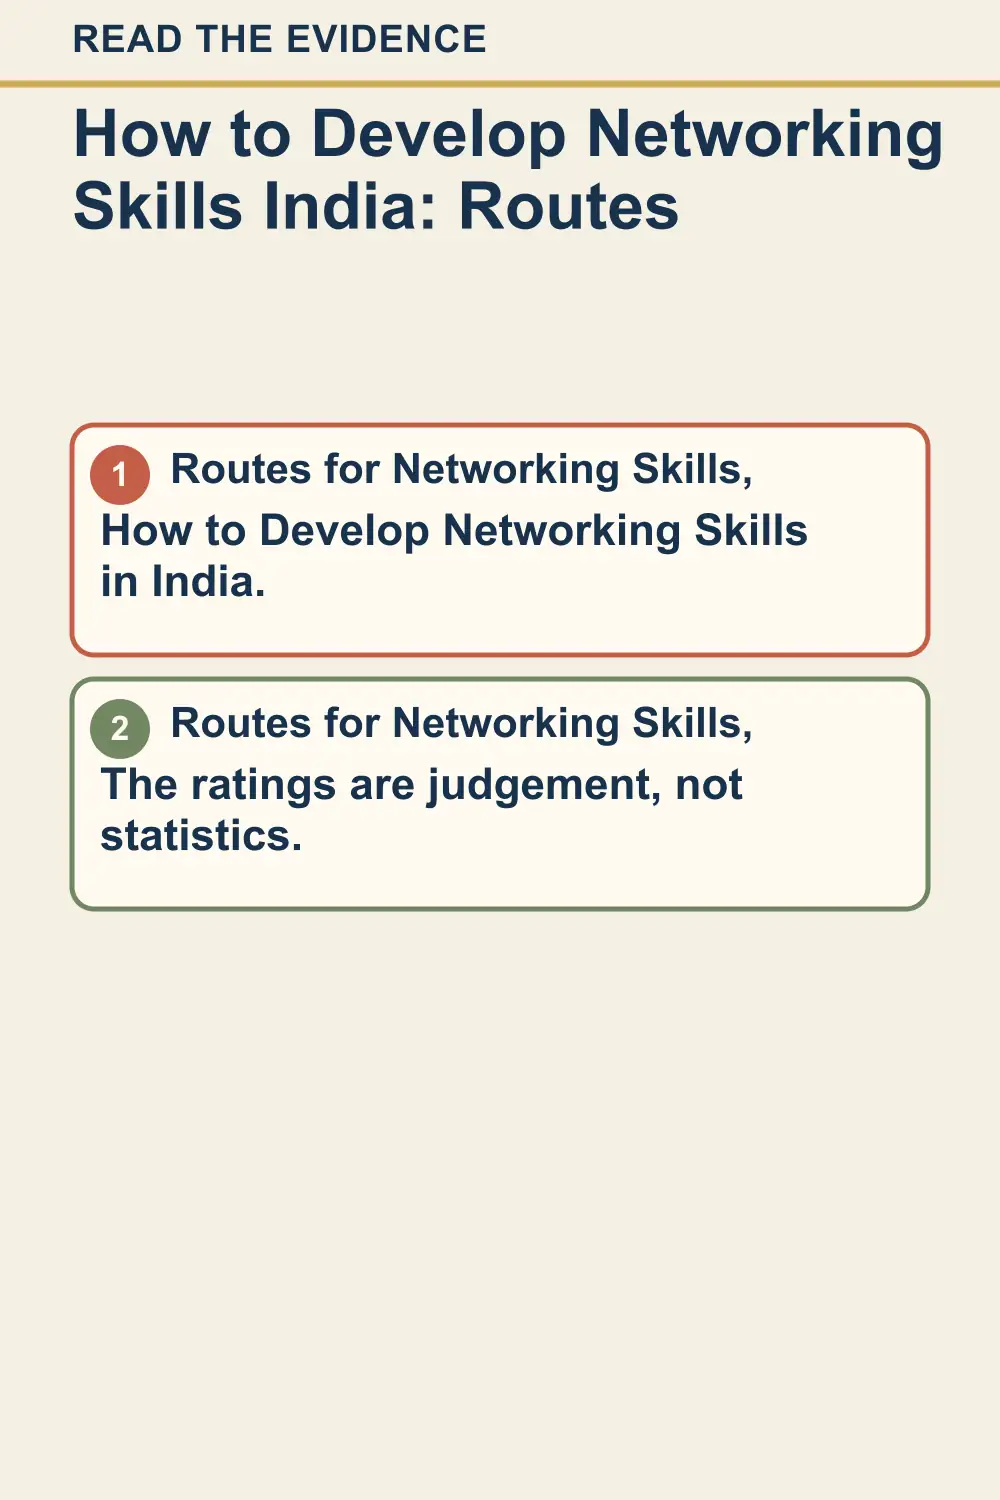 READ THE EVIDENCE
How to Develop Networking
Skills India: Routes
1 Routes for Networking Skills,
How to Develop Networking Skills
in India.
2 Routes for Networking Skills,
The ratings are judgement, not
statistics.